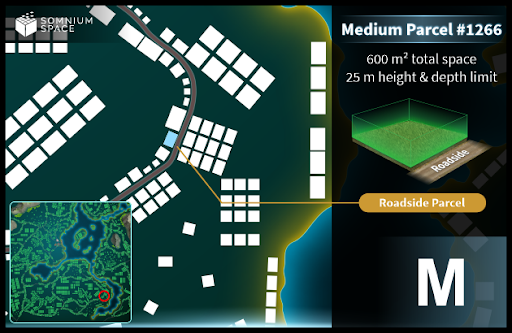 SOMNIUM
SPACE
Medium Parcel #1266
600 m² total space
25 m height & depth limit
Roadside
Roadside Parcel
M